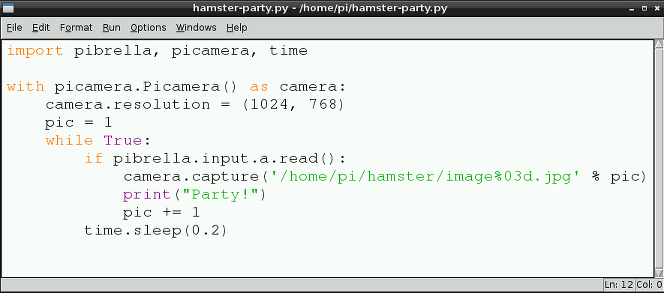 hamster-party.py - /home/pi/hamster-party.py
File Edit Format Run Options Windows Help
import pibrella, picamera, time
with picamera.Picamera() as camera:
    camera.resolution = (1024, 768)
    pic = 1
    while True:
        if pibrella.input.a.read():
            camera.capture('/home/pi/hamster/image%03d.jpg' % pic)
            print("Party!")
            pic += 1
        time.sleep(0.2)
Ln: 12 Col: 0